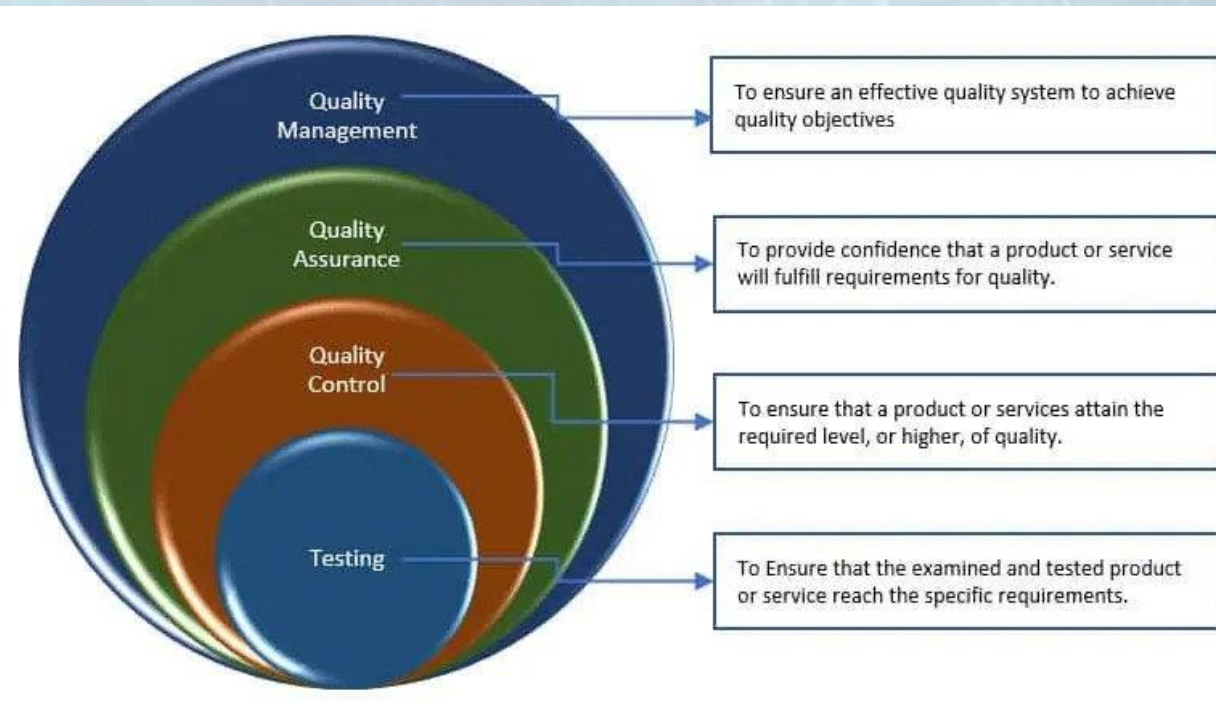 Quality
Management
To ensure an effective quality system to achieve
quality objectives
Quality
Assurance
To provide confidence that a product or service
will fulfill requirements for quality.
Quality
Control
To ensure that a product or services attain the
required level, or higher, of quality.
Testing
To Ensure that the examined and tested product
or service reach the specific requirements.